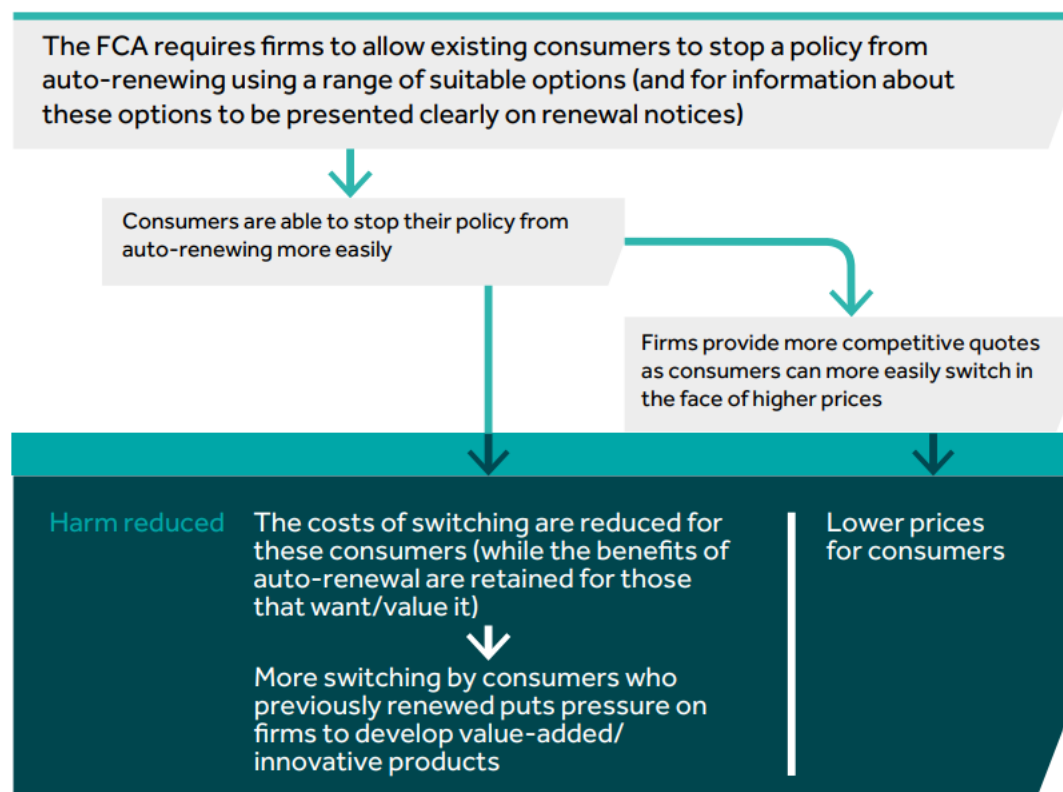 The FCA requires firms to allow existing consumers to stop a policy from
auto-renewing using a range of suitable options (and for information about
these options to be presented clearly on renewal notices)
Consumers are able to stop their policy from
auto-renewing more easily
Firms provide more competitive quotes
as consumers can more easily switch in
the face of higher prices
Harm reduced
The costs of switching are reduced for
these consumers (while the benefits of
auto-renewal are retained for those
that want/value it)
More switching by consumers who
previously renewed puts pressure on
firms to develop value-added/
innovative products
Lower prices
for consumers